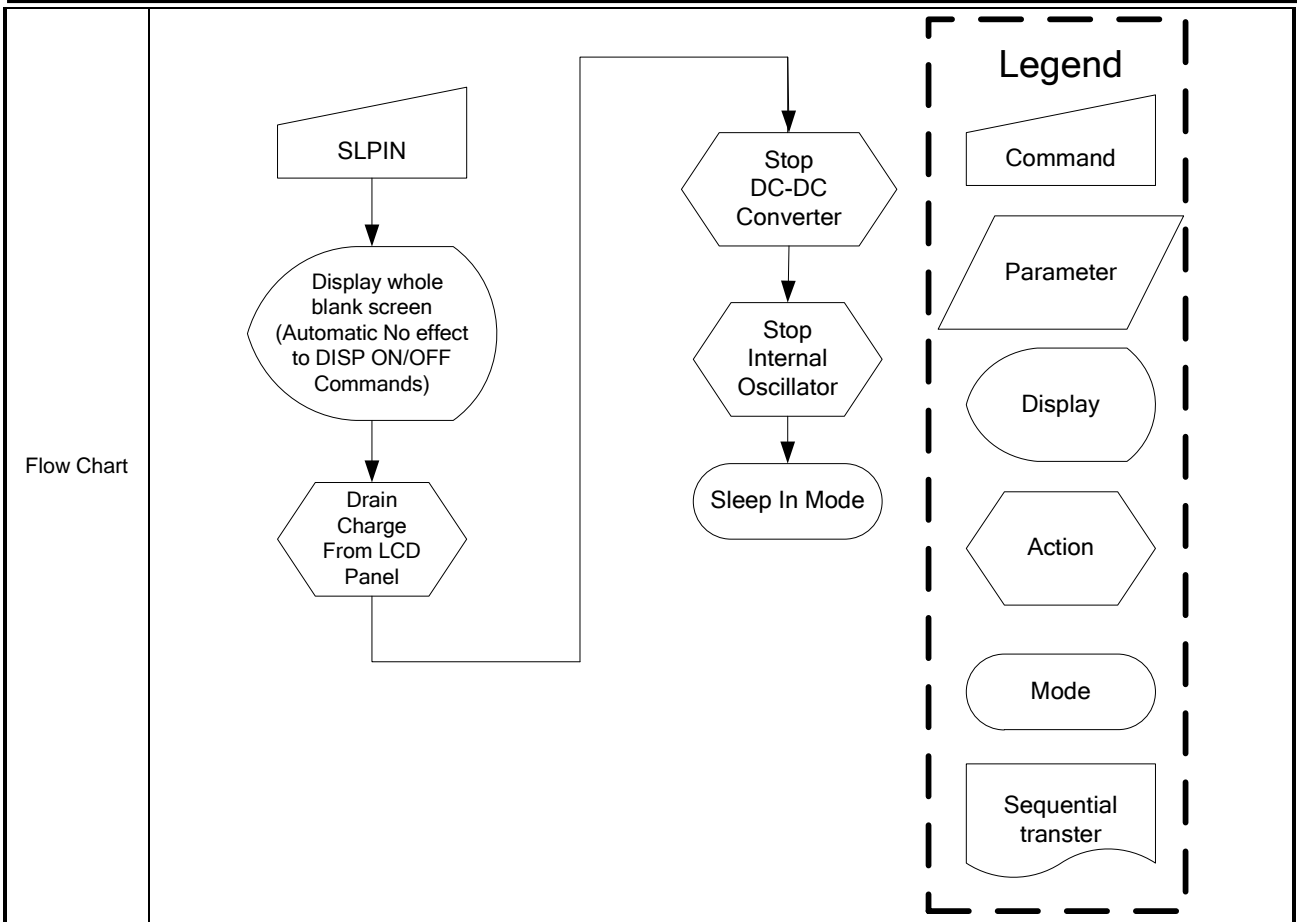 Flow Chart
SLPIN
Display whole
blank screen
(Automatic No effect
to DISP ON/OFF
Commands)
Drain
Charge
From LCD
Panel
Stop
DC-DC
Converter
Stop
Internal
Oscillator
Sleep In Mode
Legend
Command
Parameter
Display
Action
Mode
Sequential
transter